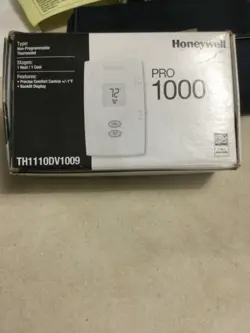 Type:
Non-Programmable
Thermostat
Stages:
1 Heat / 1 Cool
Features:
• Precise Comfort Control +/-1°F
• Backlit Display
TH1110DV1009
72
Honeywell
PRO
1000